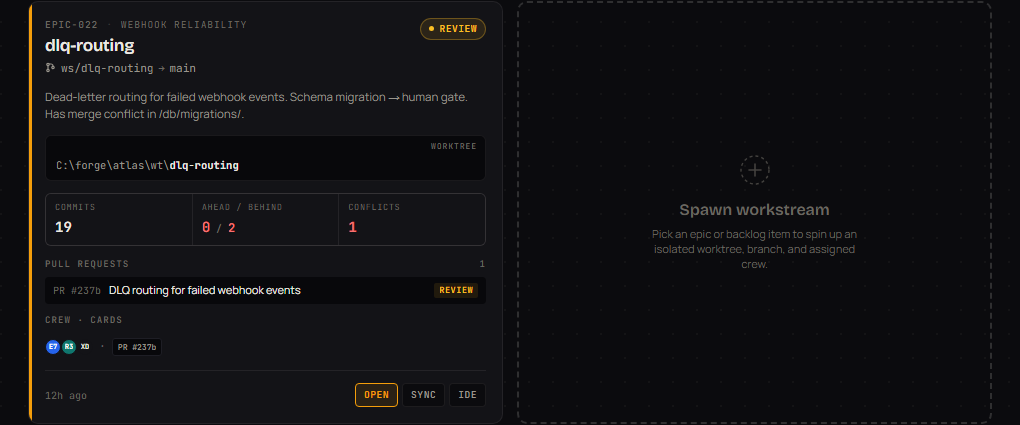 EPIC-022 · WEBHOOK RELIABILITY
REVIEW
dlq-routing
ws/dlq-routing → main
Dead-letter routing for failed webhook events. Schema migration → human gate.
Has merge conflict in /db/migrations/.
WORKTREE
C:\forge\atlas\wt\dlq-routing
COMMITS
19
AHEAD / BEHIND
0 / 2
CONFLICTS
1
PULL REQUESTS
1
PR #237b DLQ routing for failed webhook events REVIEW
CREW · CARDS
E7 R3 XD · PR #237b
12h ago
OPEN
SYNC
IDE
Spawn workstream
Pick an epic or backlog item to spin up an
isolated worktree, branch, and assigned
crew.